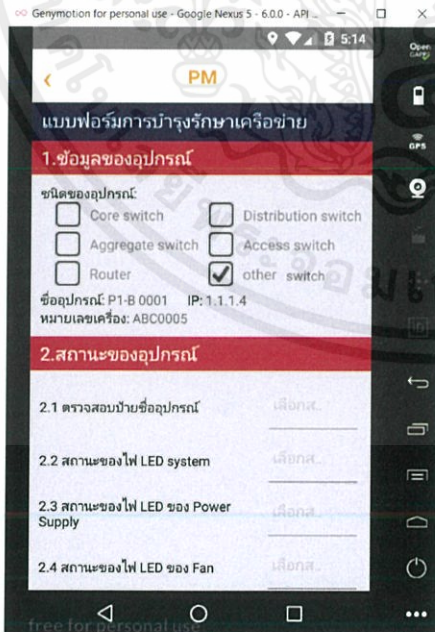 Genymotion for personal use - Google Nexus 5 - 6.0.0 - API ...
5:14
Open GAPPS
PM
แบบฟอร์มการบำรุงรักษาเครือข่าย
GPS
1.ข้อมูลของอุปกรณ์
ชนิดของอุปกรณ์:
Core switch Distribution switch
Aggregate switch Access switch
Router other switch
ชื่ออุปกรณ์: P1-B 0001 IP: 1.1.1.4
หมายเลขเครื่อง: ABC0005
2.สถานะของอุปกรณ์
2.1 ตรวจสอบป้ายชื่ออุปกรณ์ เลือกส..
2.2 สถานะของไฟ LED system เลือกส..
2.3 สถานะของไฟ LED ของ Power Supply เลือกส..
2.4 สถานะของไฟ LED ของ Fan เลือกส..
free for personal use